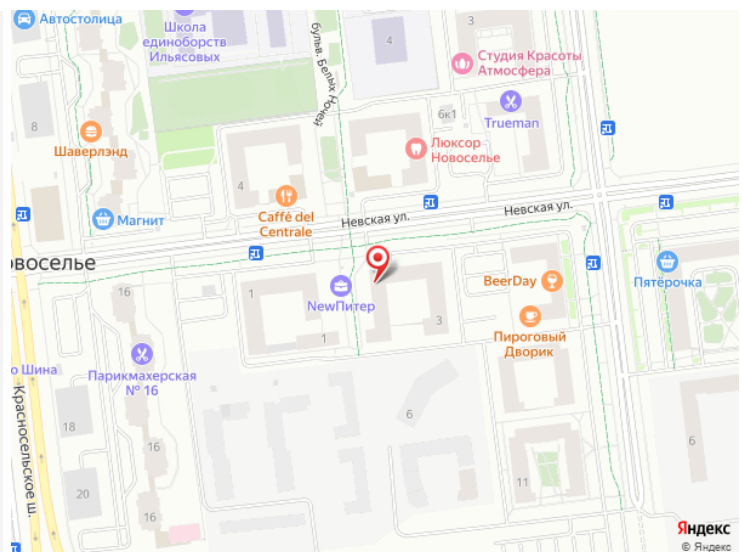 Автостолица
Школа
единоборств
Ильясовых
бульв. Белых Ночей
4
3
Студия Красоты
Атмосфера
8
6к1
Trueman
Шаверлэнд
Люксор
Новоселье
4
Магнит
Caffé del
Centrale
Невская ул.
Невская ул.
овоселье
16
1
NewПитер
BeerDay
Пятёрочка
3
1
Пироговый
Дворик
о Шина
Парикмахерская
№ 16
Красносельское ш.
18
16
6
6
20
16
11
Яндекс
© Яндекс